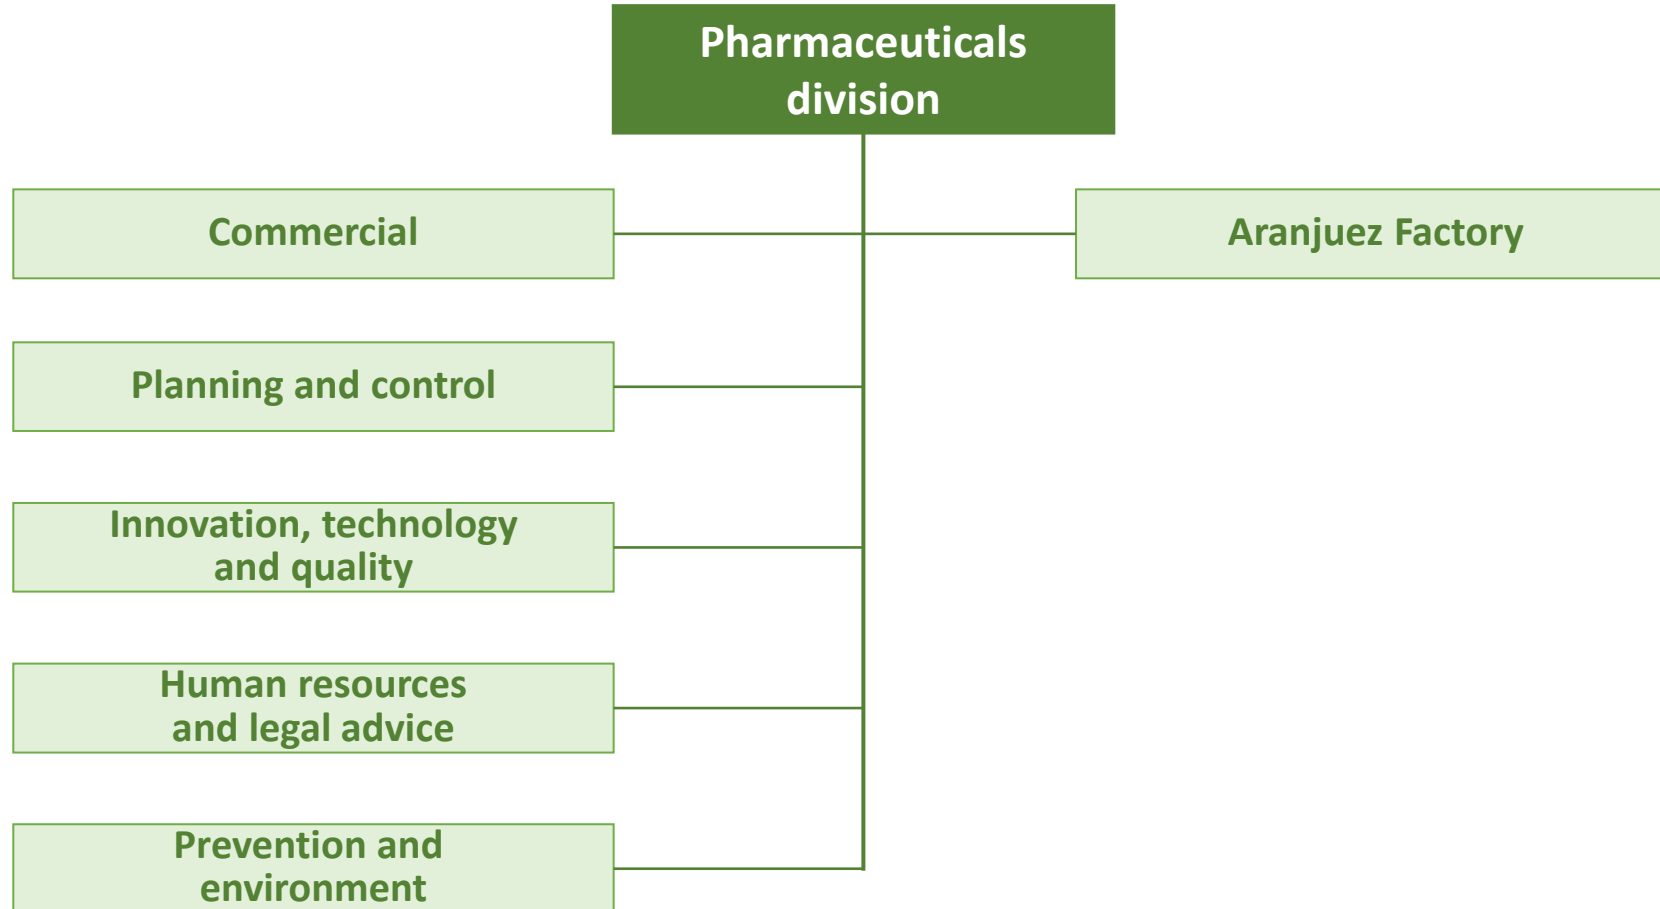 Pharmaceuticals
division
Commercial
Aranjuez Factory
Planning and control
Innovation, technology
and quality
Human resources
and legal advice
Prevention and
environment